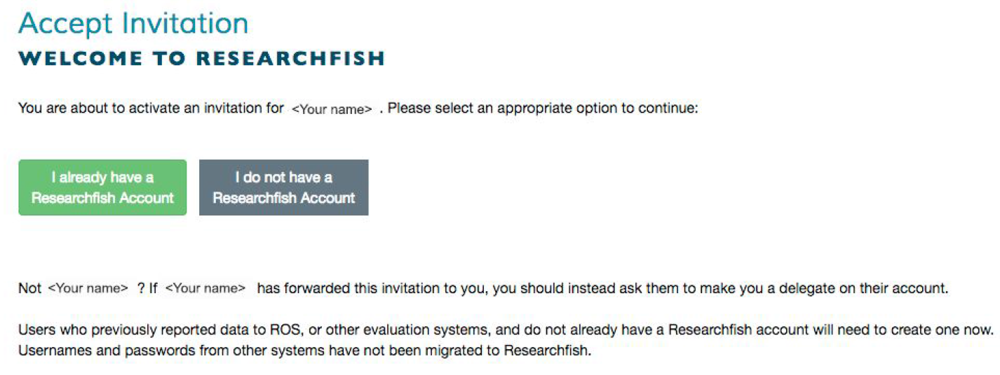 Accept Invitation
WELCOME TO RESEARCHFISH
You are about to activate an invitation for <Your name> . Please select an appropriate option to continue:
I already have a
Researchfish Account
I do not have a
Researchfish Account
Not <Your name> ? If <Your name> has forwarded this invitation to you, you should instead ask them to make you a delegate on their account.
Users who previously reported data to ROS, or other evaluation systems, and do not already have a Researchfish account will need to create one now.
Usernames and passwords from other systems have not been migrated to Researchfish.